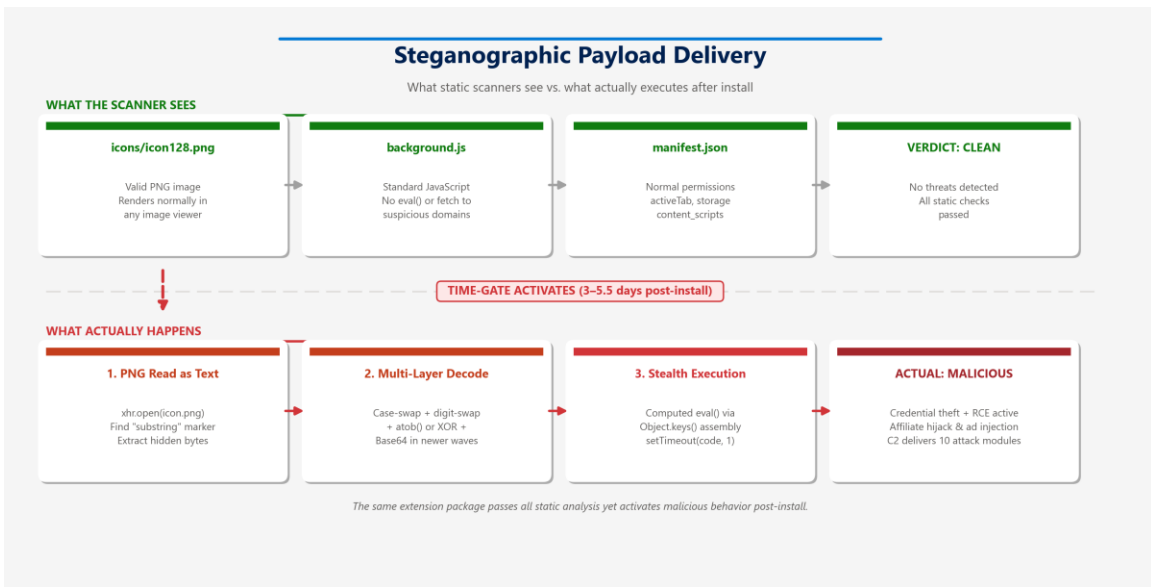 Steganographic Payload Delivery
What static scanners see vs. what actually executes after install
WHAT THE SCANNER SEES
icons/icon128.png
Valid PNG image
Renders normally in
any image viewer
background.js
Standard JavaScript
No eval() or fetch to
suspicious domains
manifest.json
Normal permissions
activeTab, storage
content_scripts
VERDICT: CLEAN
No threats detected
All static checks
passed
TIME-GATE ACTIVATES (3–5.5 days post-install)
WHAT ACTUALLY HAPPENS
1. PNG Read as Text
xhr.open(icon.png)
Find "substring" marker
Extract hidden bytes
2. Multi-Layer Decode
Case-swap + digit-swap
+ atob() or XOR +
Base64 in newer waves
3. Stealth Execution
Computed eval() via
Object.keys() assembly
setTimeout(code, 1)
ACTUAL: MALICIOUS
Credential theft + RCE active
Affiliate hijack & ad injection
C2 delivers 10 attack modules
The same extension package passes all static analysis yet activates malicious behavior post-install.